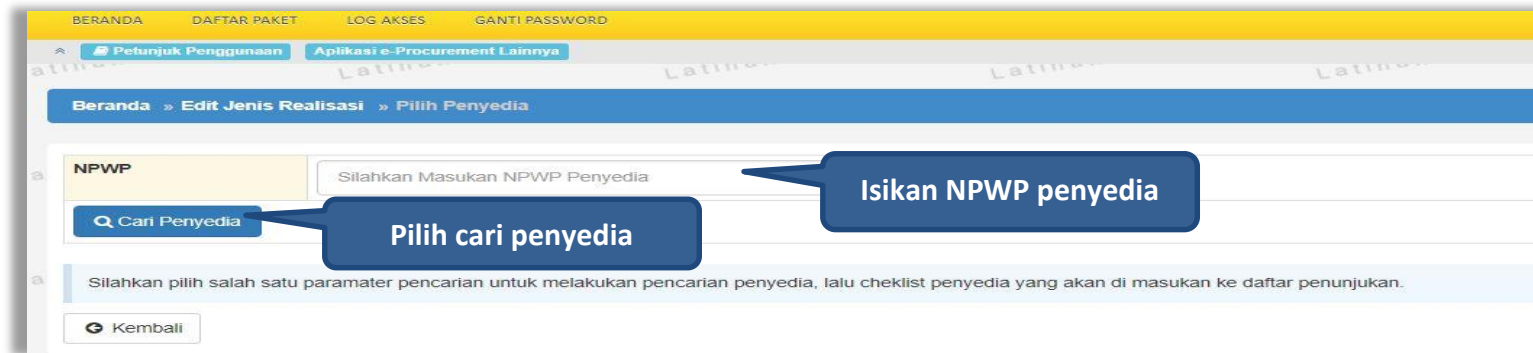 BERANDA DAFTAR PAKET LOG AKSES GANTI PASSWORD
Petunjuk Penggunaan Aplikasi e-Procurement Lainnya
Beranda » Edit Jenis Realisasi » Pilih Penyedia
NPWP Silahkan Masukan NPWP Penyedia
Isikan NPWP penyedia
Cari Penyedia
Pilih cari penyedia
Silahkan pilih salah satu paramater pencarian untuk melakukan pencarian penyedia, lalu cheklist penyedia yang akan di masukan ke daftar penunjukan.
Kembali